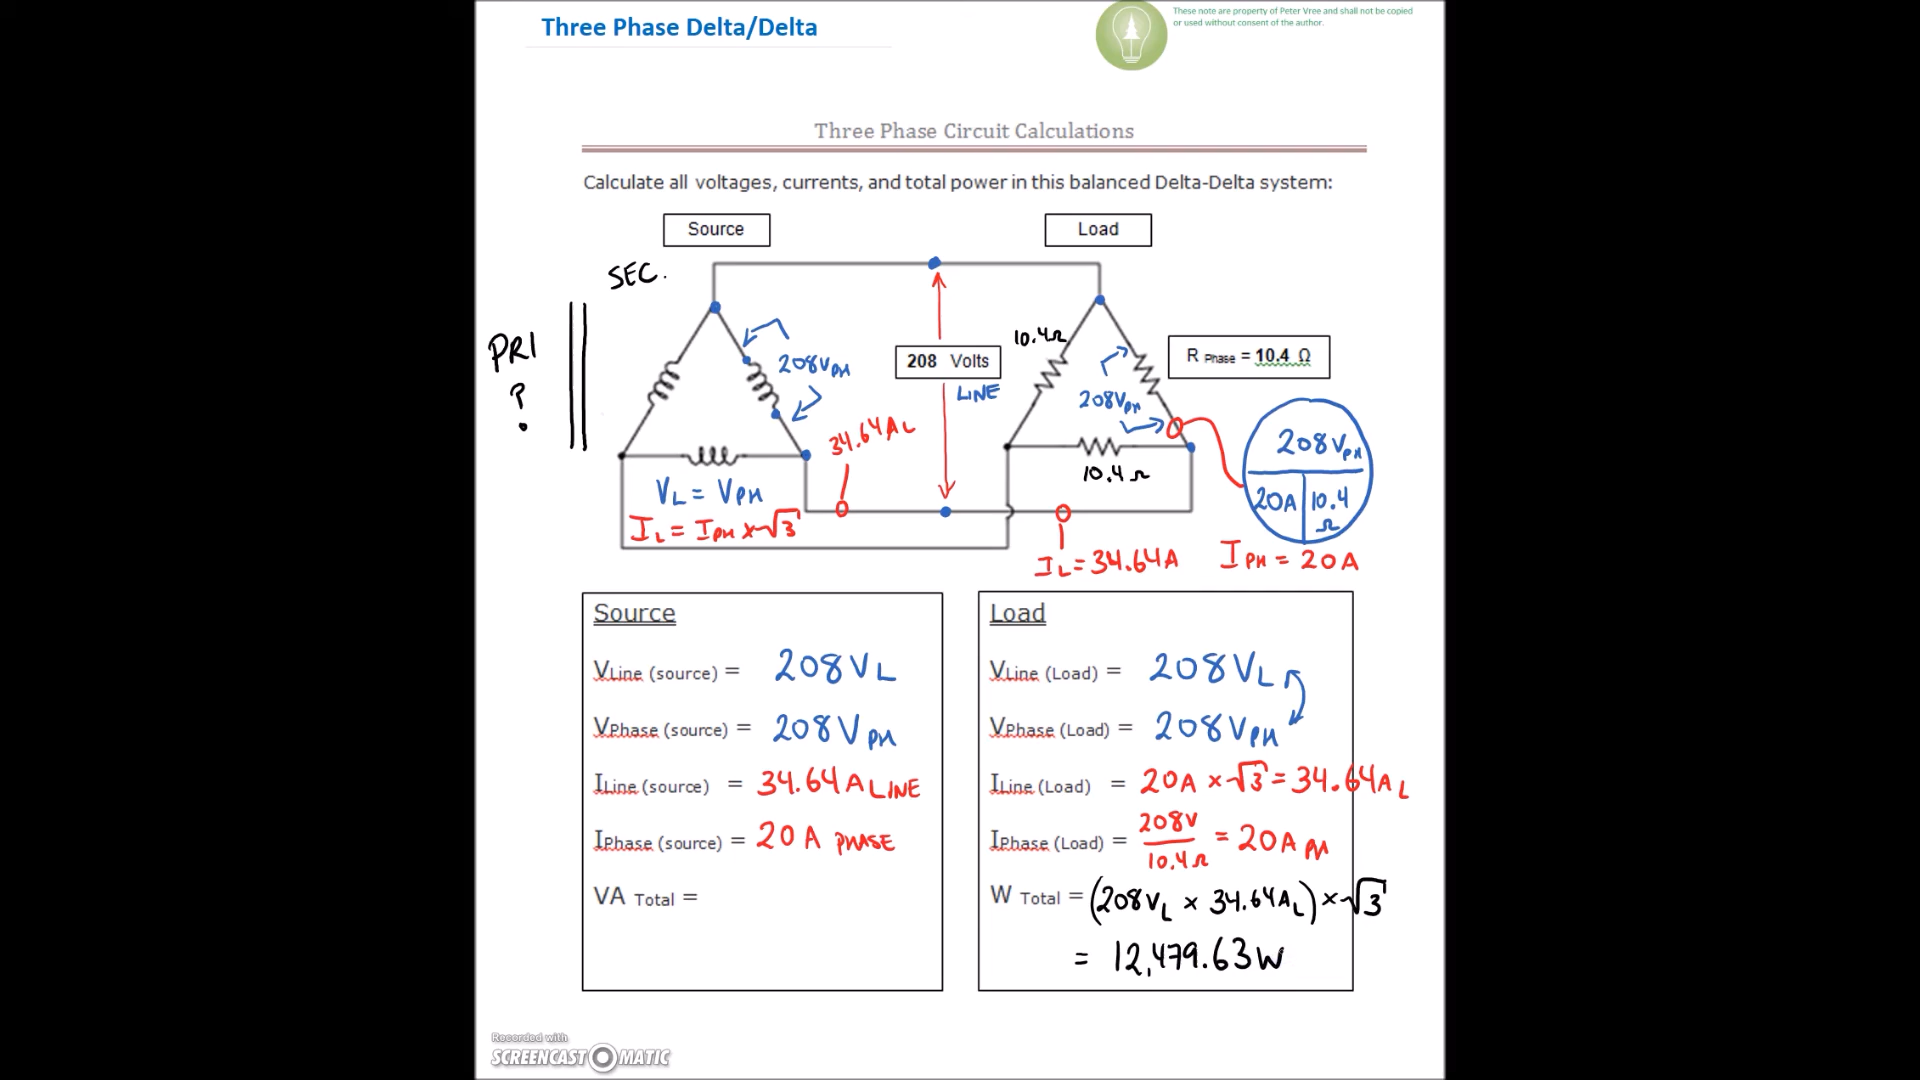 Three Phase Delta/Delta
These note are property of Peter Vree and shall not be copied
or used without consent of the author.
Three Phase Circuit Calculations
Calculate all voltages, currents, and total power in this balanced Delta-Delta system:
Source
Load
SEC.
PRI
?
208VPH
208 Volts
LINE
10.4Ω
R Phase = 10.4 Ω
208VPH
34.64AL
10.4Ω
208VPH
20A 10.4
Ω
VL = VPH
IL = IPH x √3
IL = 34.64A
IPH = 20A
Source
VLine (source) = 208VL
VPhase (source) = 208VPH
ILine (source) = 34.64A LINE
IPhase (source) = 20A PHASE
VA Total =
Load
VLine (Load) = 208VL
VPhase (Load) = 208VPH
ILine (Load) = 20A x √3 = 34.64AL
IPhase (Load) = 208V / 10.4Ω = 20A PH
W Total = (208VL x 34.64AL) x √3
= 12,479.63W
Recorded with
SCREENCAST-O-MATIC